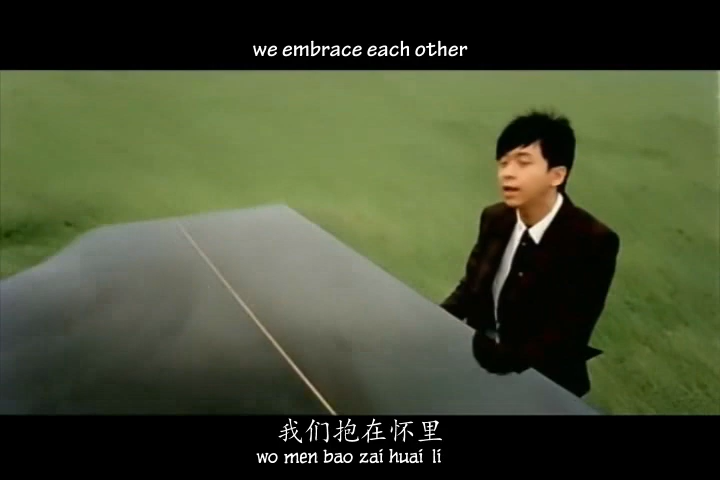 we embrace each other
我们抱在怀里
wo men bao zai huai li